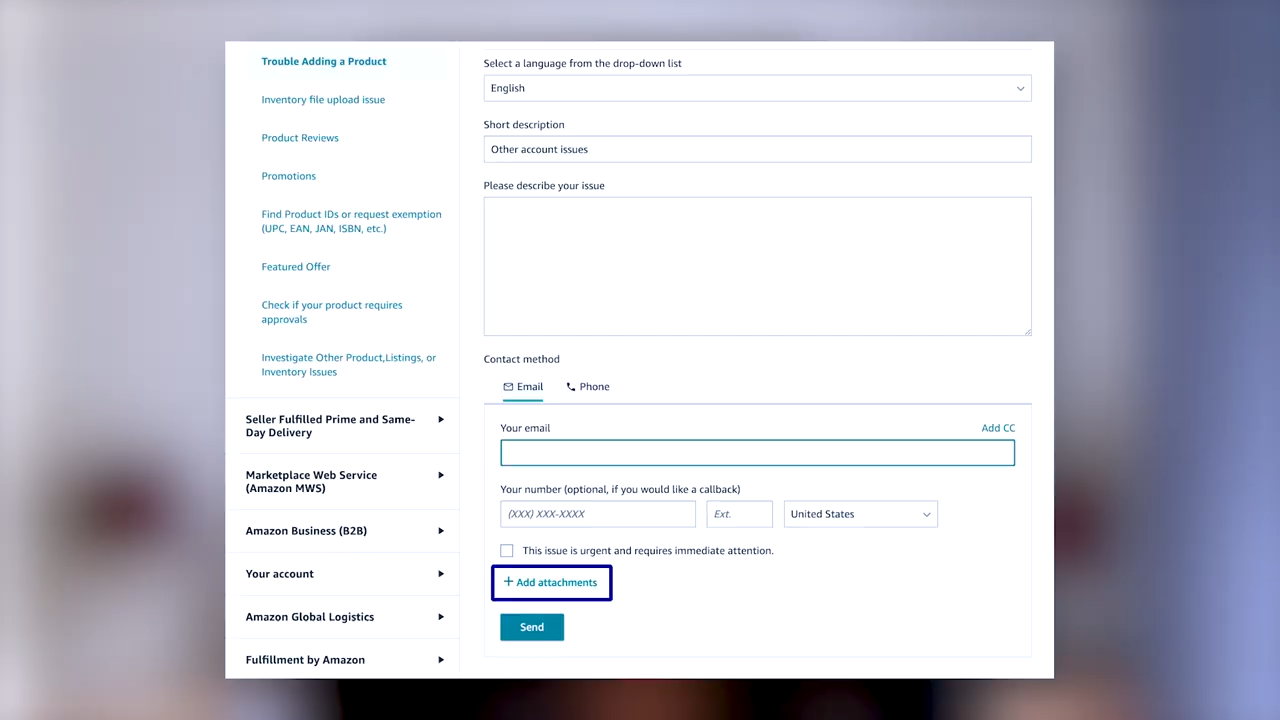 Trouble Adding a Product
Inventory file upload issue
Product Reviews
Promotions
Find Product IDs or request exemption
(UPC, EAN, JAN, ISBN, etc.)
Featured Offer
Check if your product requires
approvals
Investigate Other Product,Listings, or
Inventory Issues
Seller Fulfilled Prime and Same-
Day Delivery
Marketplace Web Service
(Amazon MWS)
Amazon Business (B2B)
Your account
Amazon Global Logistics
Fulfillment by Amazon
Select a language from the drop-down list
English
Short description
Other account issues
Please describe your issue
Contact method
Email Phone
Your email Add CC
Your number (optional, if you would like a callback)
(XXX) XXX-XXXX Ext. United States
This issue is urgent and requires immediate attention.
+ Add attachments
Send